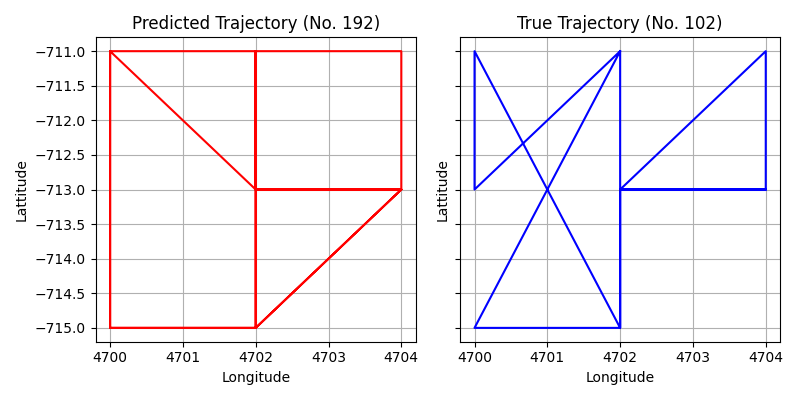 Predicted Trajectory (No. 192)
True Trajectory (No. 102)
Lattitude
−711.0
−711.5
−712.0
−712.5
−713.0
−713.5
−714.0
−714.5
−715.0
4700 4701 4702 4703 4704
Longitude
Lattitude
4700 4701 4702 4703 4704
Longitude